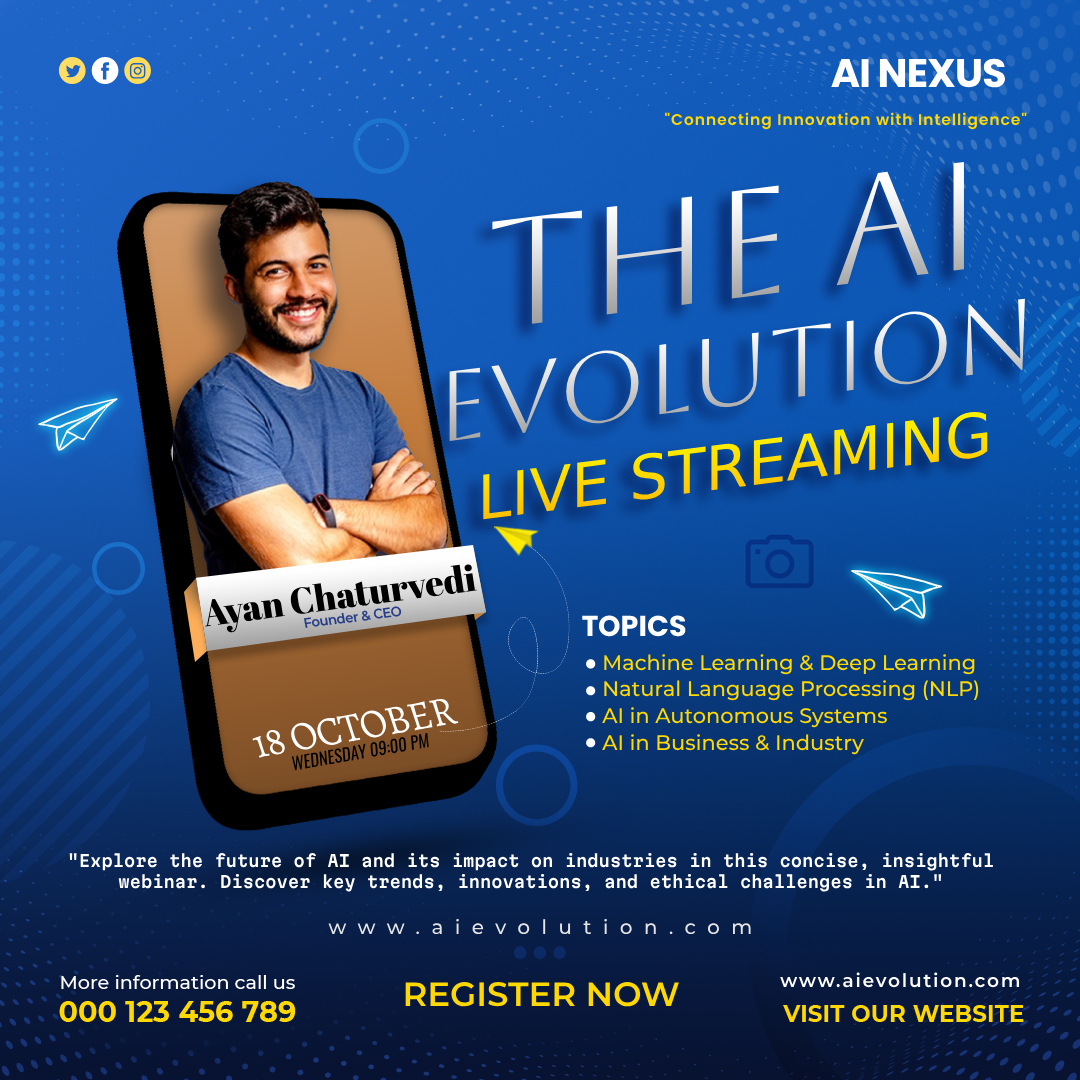 AI NEXUS
"Connecting Innovation with Intelligence"
THE AI
EVOLUTION
LIVE STREAMING
Ayan Chaturvedi
Founder & CEO
18 OCTOBER
WEDNESDAY 09:00 PM
TOPICS
Machine Learning & Deep Learning
Natural Language Processing (NLP)
AI in Autonomous Systems
AI in Business & Industry
"Explore the future of AI and its impact on industries in this concise, insightful
webinar. Discover key trends, innovations, and ethical challenges in AI."
www.aievolution.com
More information call us
000 123 456 789
REGISTER NOW
www.aievolution.com
VISIT OUR WEBSITE